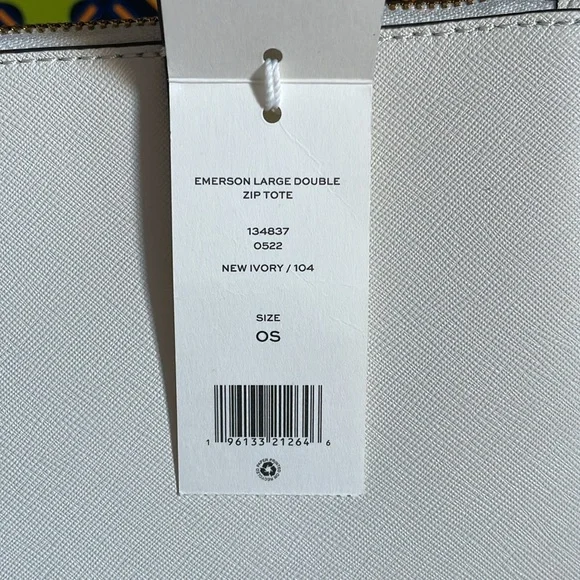 EMERSON LARGE DOUBLE
ZIP TOTE
134837
0522
NEW IVORY / 104
SIZE
OS
1 96133 21264 6